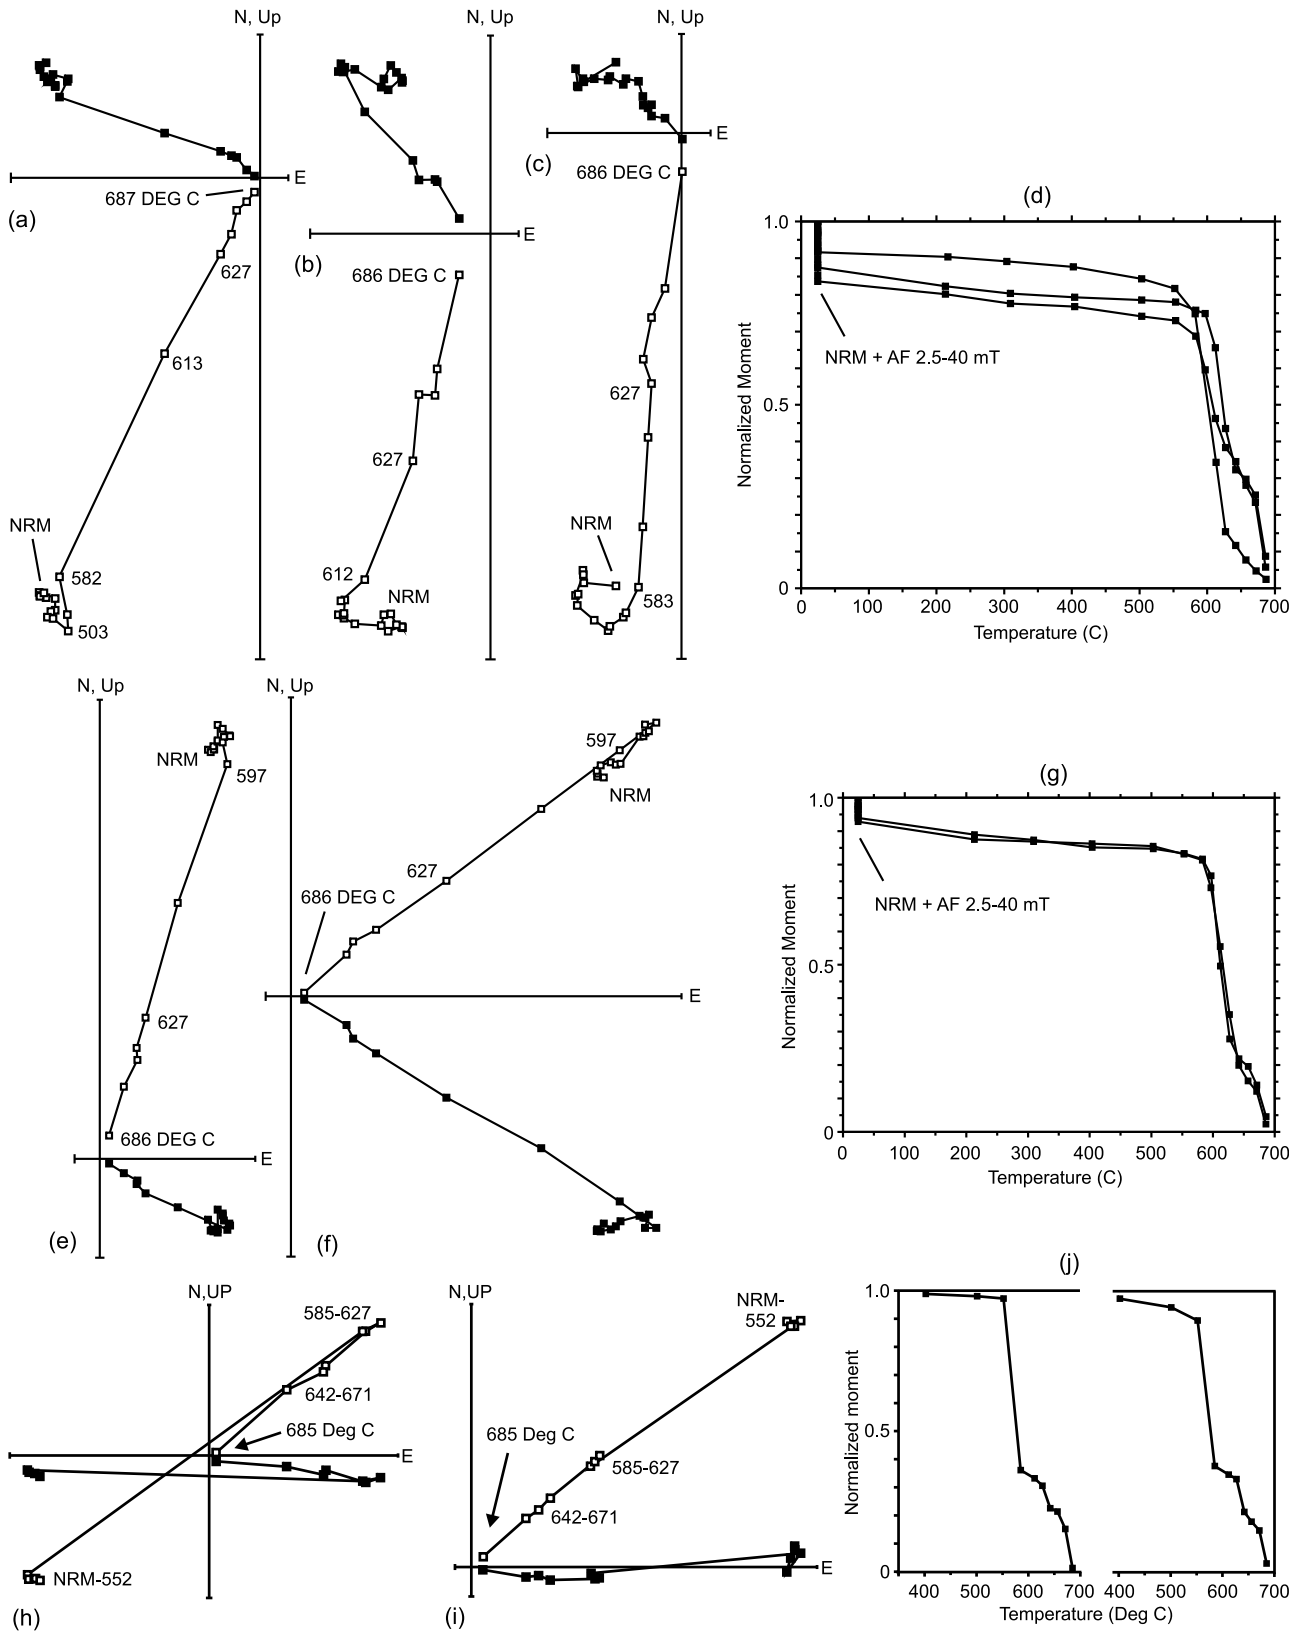 N, Up
E
687 DEG C
(a)
627
613
NRM
582
503
N, Up
E
(b)
686 DEG C
627
612
NRM
N, Up
E
(c)
686 DEG C
627
NRM
583
(d)
1.0
0.5
0
Normalized Moment
NRM + AF 2.5-40 mT
0 100 200 300 400 500 600 700
Temperature (C)
N, Up
NRM
597
627
686 DEG C
E
(e)
N, Up
597
NRM
627
686 DEG C
E
(f)
(g)
1.0
0.5
0
Normalized Moment
NRM + AF 2.5-40 mT
0 100 200 300 400 500 600 700
Temperature (C)
N,UP
585-627
642-671
685 Deg C
E
NRM-552
(h)
N,UP
NRM-
552
685 Deg C
585-627
642-671
E
(i)
(j)
1.0
0.5
0
Normalized moment
400 500 600 700 400 500 600 700
Temperature (Deg C)